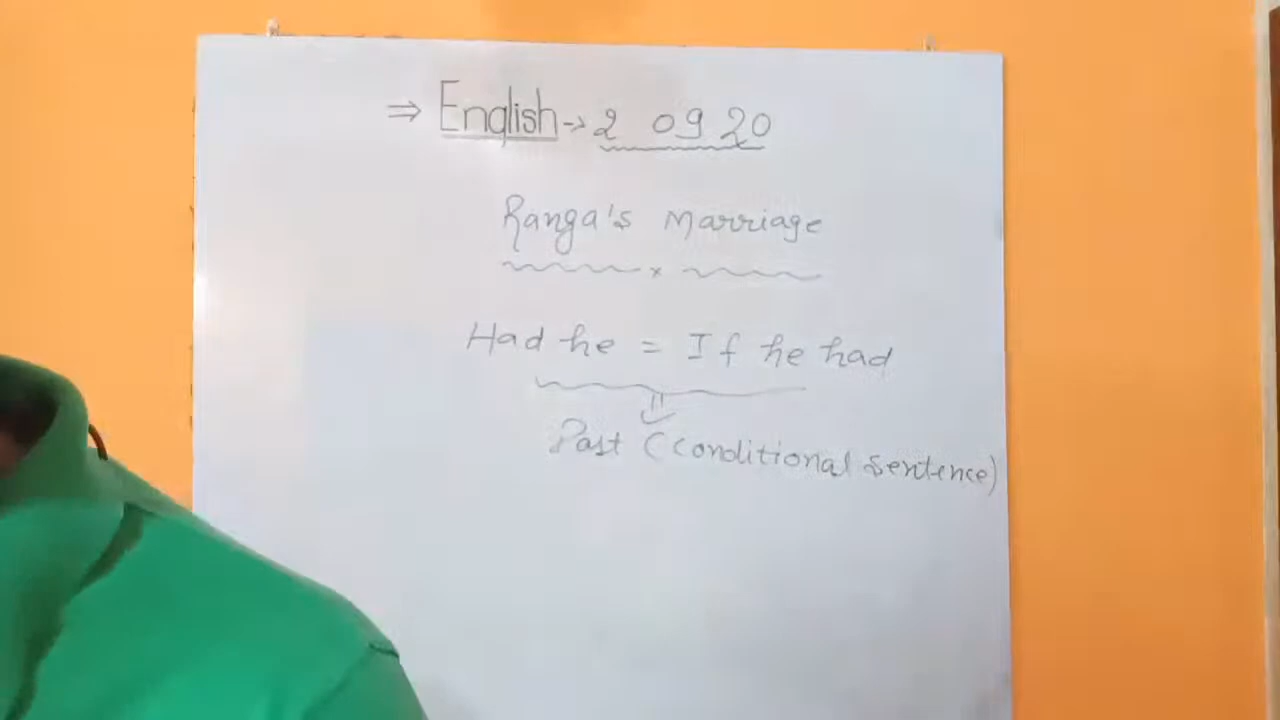 ⇒ English → 2 09 20
Ranga's Marriage
Had he = If he had
Past (conditional sentence)